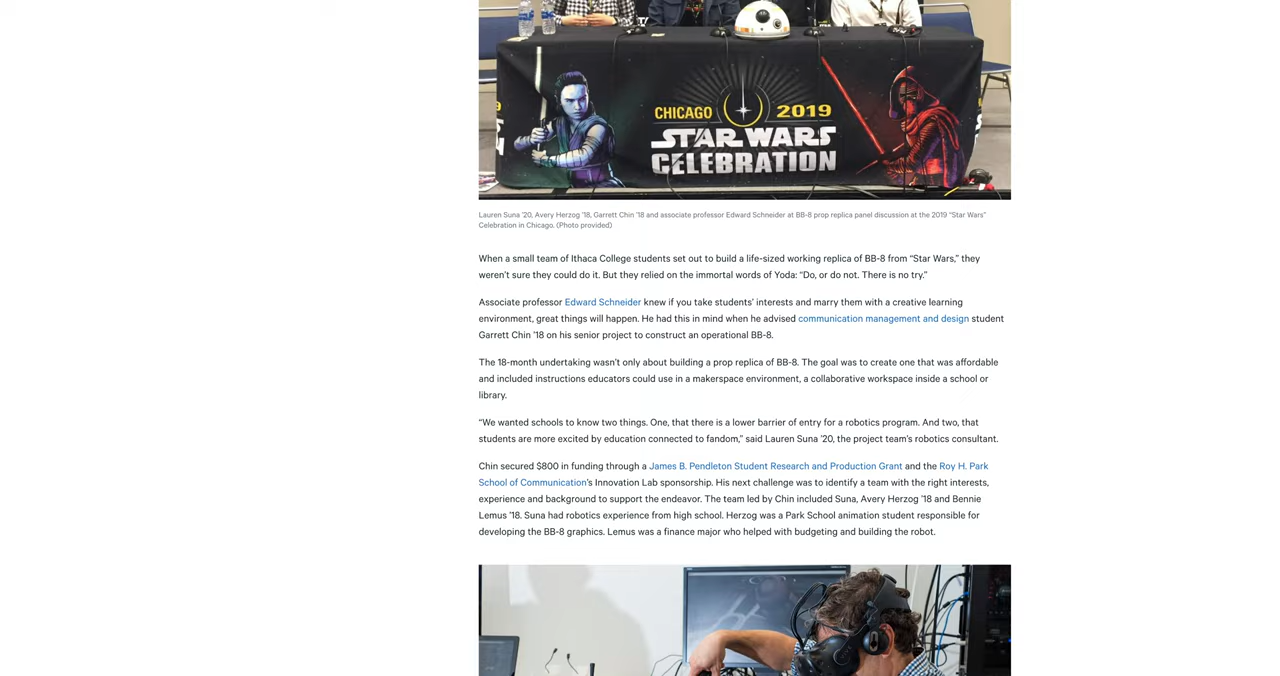 CHICAGO 2019
STAR WARS
CELEBRATION
Lauren Suna '20, Avery Herzog '18, Garrett Chin '18 and associate professor Edward Schneider at BB-8 prop replica panel discussion at the 2019 "Star Wars"
Celebration in Chicago. (Photo provided)
When a small team of Ithaca College students set out to build a life-sized working replica of BB-8 from “Star Wars,” they
weren’t sure they could do it. But they relied on the immortal words of Yoda: “Do, or do not. There is no try.”
Associate professor Edward Schneider knew if you take students’ interests and marry them with a creative learning
environment, great things will happen. He had this in mind when he advised communication management and design student
Garrett Chin ’18 on his senior project to construct an operational BB-8.
The 18-month undertaking wasn’t only about building a prop replica of BB-8. The goal was to create one that was affordable
and included instructions educators could use in a makerspace environment, a collaborative workspace inside a school or
library.
“We wanted schools to know two things. One, that there is a lower barrier of entry for a robotics program. And two, that
students are more excited by education connected to fandom,” said Lauren Suna ’20, the project team’s robotics consultant.
Chin secured $800 in funding through a James B. Pendleton Student Research and Production Grant and the Roy H. Park
School of Communication’s Innovation Lab sponsorship. His next challenge was to identify a team with the right interests,
experience and background to support the endeavor. The team led by Chin included Suna, Avery Herzog ’18 and Bennie
Lemus ’18. Suna had robotics experience from high school. Herzog was a Park School animation student responsible for
developing the BB-8 graphics. Lemus was a finance major who helped with budgeting and building the robot.